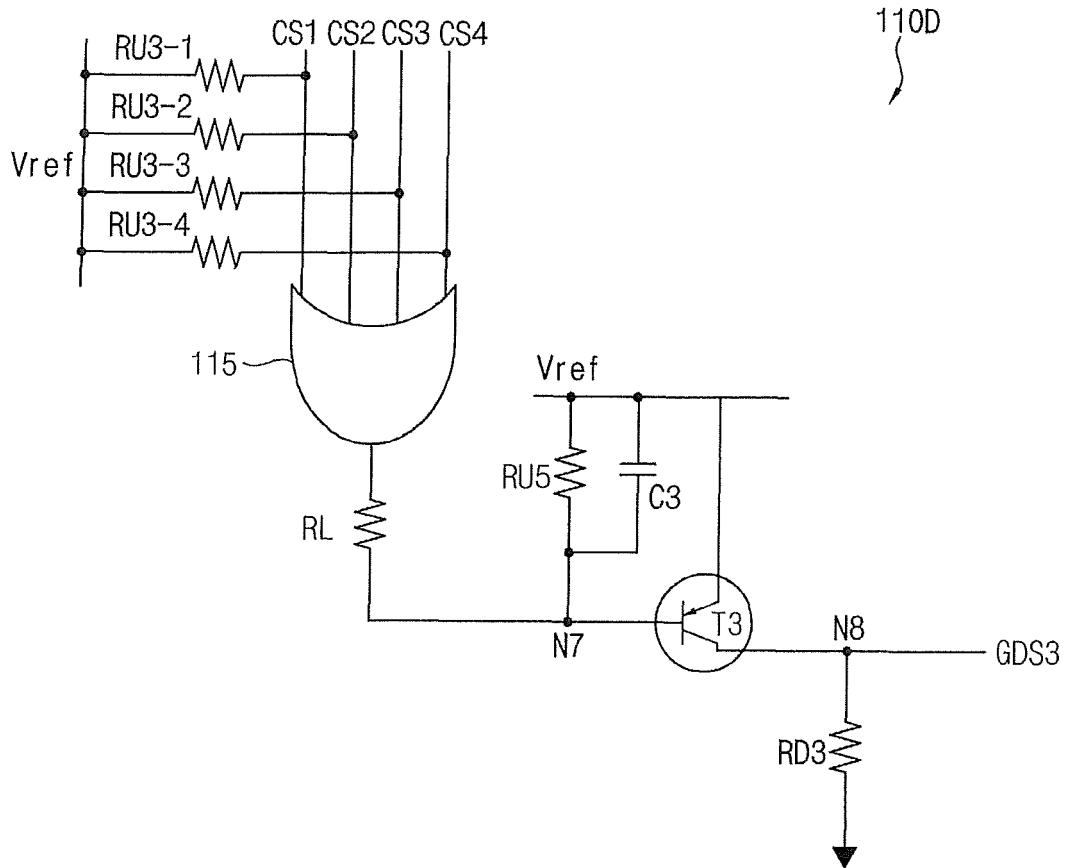 110D
CS1 CS2 CS3 CS4
RU3-1
RU3-2
Vref
RU3-3
RU3-4
115
Vref
RU5
C3
RL
T3
N7
N8
GDS3
RD3